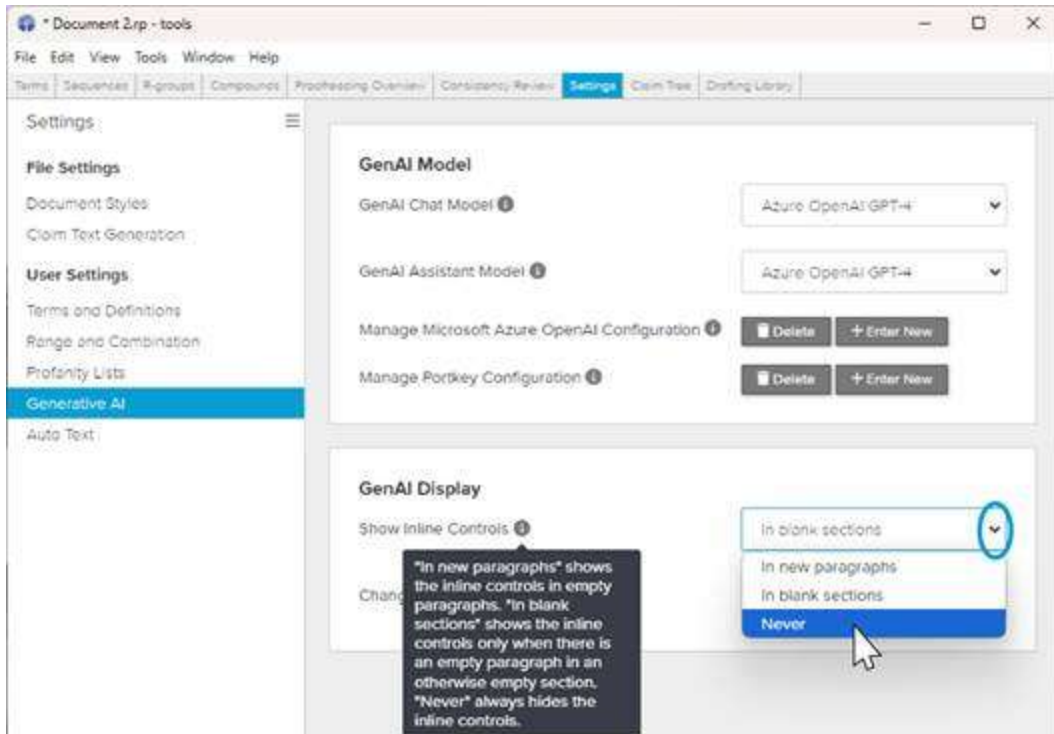 * Document 2.rp - tools
File Edit View Tools Window Help
Terms Sequences R-groups Compounds Proofreading Overview Consistency Review Settings Claim Tree Drafting Library
Settings
File Settings
Document Styles
Claim Text Generation
User Settings
Terms and Definitions
Range and Combination
Profanity Lists
Generative AI
Auto Text
GenAI Model
GenAI Chat Model
Azure OpenAI GPT-4
GenAI Assistant Model
Azure OpenAI GPT-4
Manage Microsoft Azure OpenAI Configuration
Delete
+ Enter New
Manage Portkey Configuration
Delete
+ Enter New
GenAI Display
Show Inline Controls
In blank sections
"In new paragraphs" shows
the inline controls in empty
paragraphs. "In blank
sections" shows the inline
controls only when there is
an empty paragraph in an
otherwise empty section.
"Never" always hides the
inline controls.
Chang
In new paragraphs
In blank sections
Never